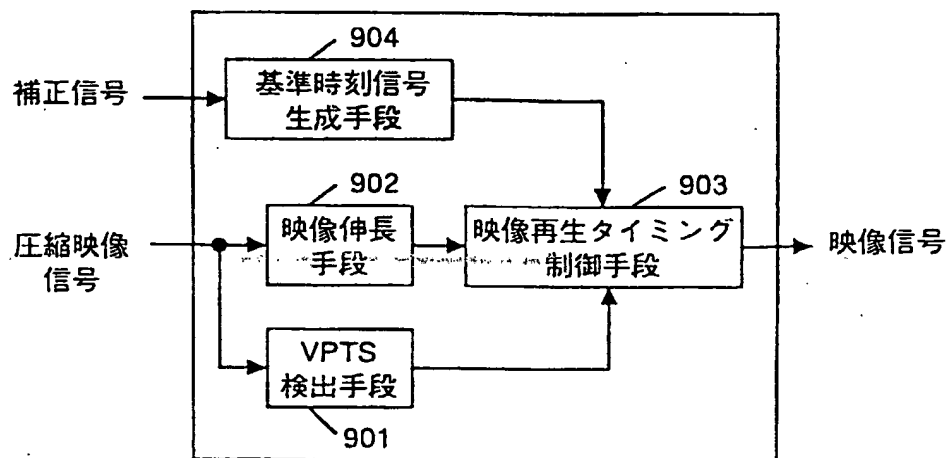 904
補正信号
基準時刻信号
生成手段
902
903
圧縮映像
信号
映像伸長
手段
映像再生タイミング
制御手段
映像信号
VPTS
検出手段
901